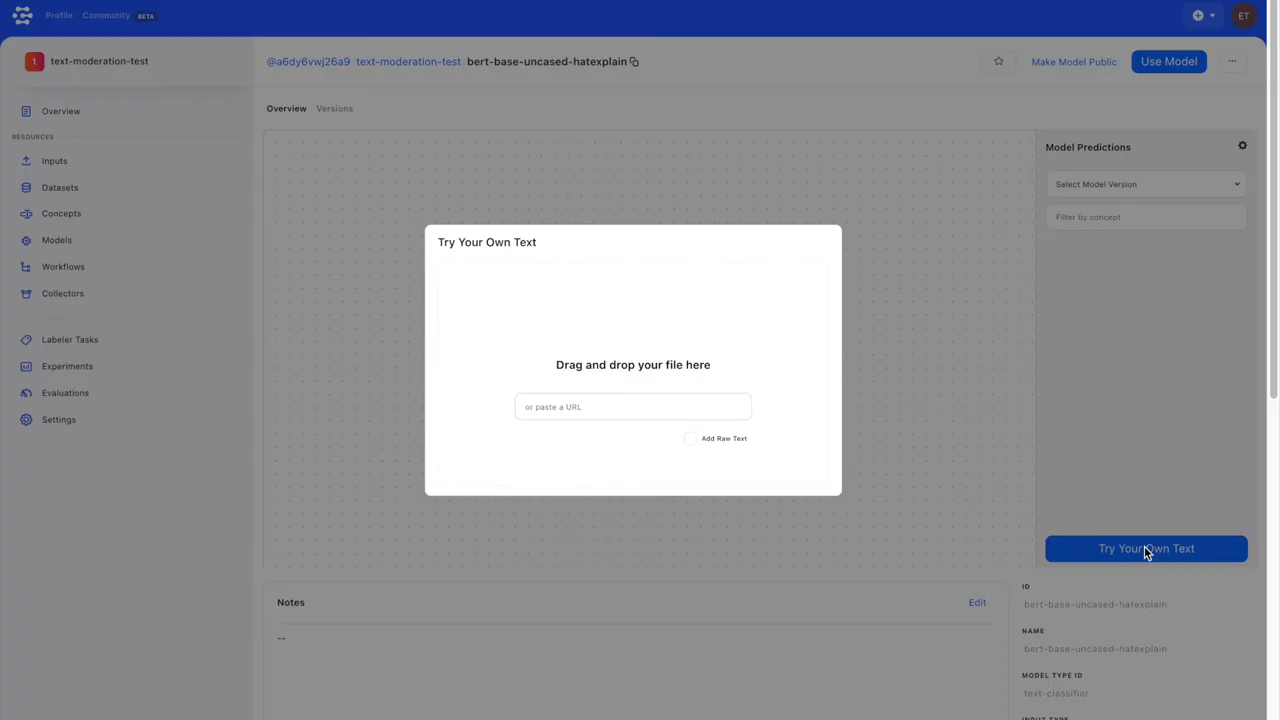 Profile Community BETA
ET
t text-moderation-test
@a6dy6vwj26a9 text-moderation-test bert-base-uncased-hatexplain
Make Model Public Use Model ...
Overview
RESOURCES
Inputs
Datasets
Concepts
Models
Workflows
Collectors
Labeler Tasks
Experiments
Evaluations
Settings
Overview Versions
Model Predictions
Select Model Version
Filter by concept
Try Your Own Text
Drag and drop your file here
or paste a URL
Add Raw Text
Try Your Own Text
Notes Edit
--
ID
bert-base-uncased-hatexplain
NAME
bert-base-uncased-hatexplain
MODEL TYPE ID
text-classifier
INPUT TYPE